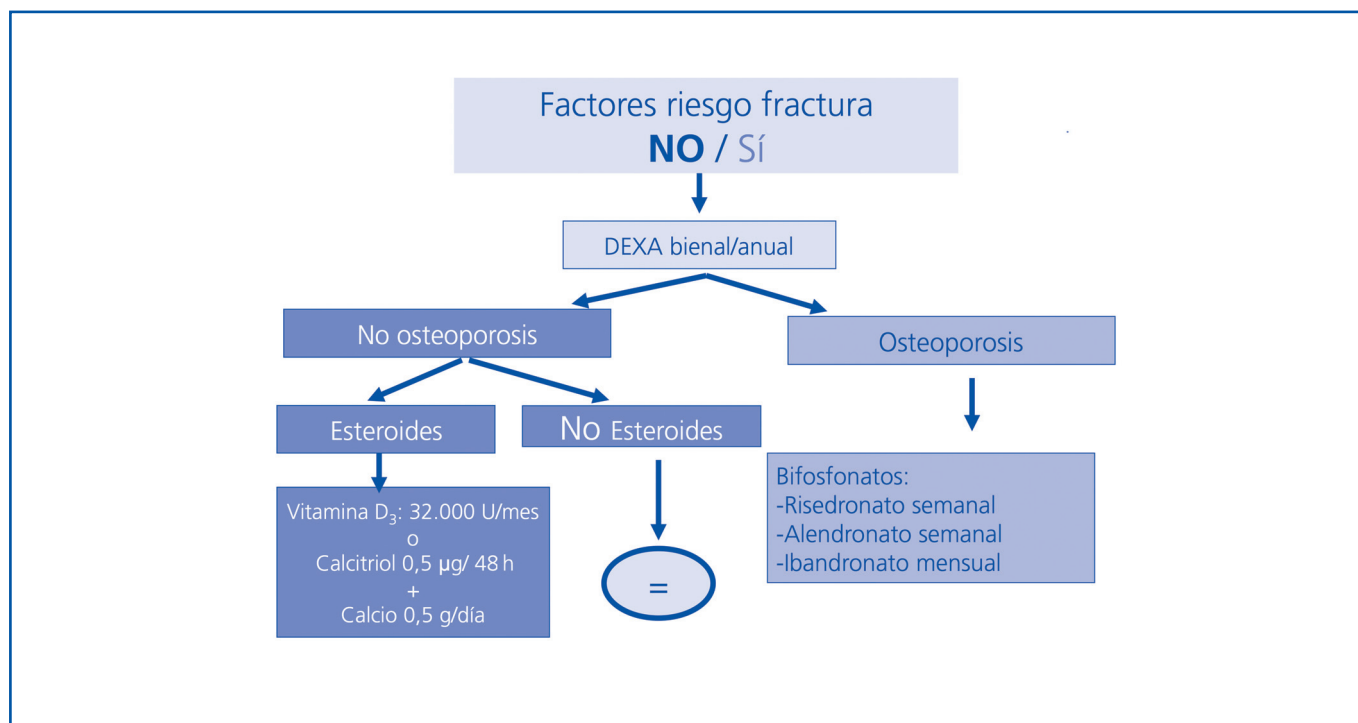 Factores riesgo fractura
NO / Sí
DEXA bienal/anual
No osteoporosis
Osteoporosis
Esteroides
No Esteroides
Vitamina D₃: 32.000 U/mes
o
Calcitriol 0,5 µg/ 48 h
+
Calcio 0,5 g/día
=
Bifosfonatos:
-Risedronato semanal
-Alendronato semanal
-Ibandronato mensual